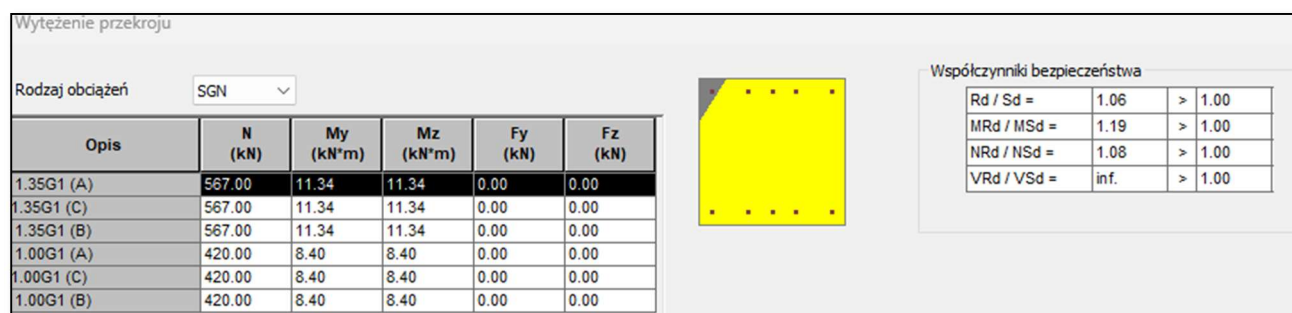 Wytężenie przekroju
Rodzaj obciążeń SGN
Opis N (kN) My (kN*m) Mz (kN*m) Fy (kN) Fz (kN)
1.35G1 (A) 567.00 11.34 11.34 0.00 0.00
1.35G1 (C) 567.00 11.34 11.34 0.00 0.00
1.35G1 (B) 567.00 11.34 11.34 0.00 0.00
1.00G1 (A) 420.00 8.40 8.40 0.00 0.00
1.00G1 (C) 420.00 8.40 8.40 0.00 0.00
1.00G1 (B) 420.00 8.40 8.40 0.00 0.00
Współczynniki bezpieczeństwa
Rd / Sd = 1.06 > 1.00
MRd / MSd = 1.19 > 1.00
NRd / NSd = 1.08 > 1.00
VRd / VSd = inf. > 1.00